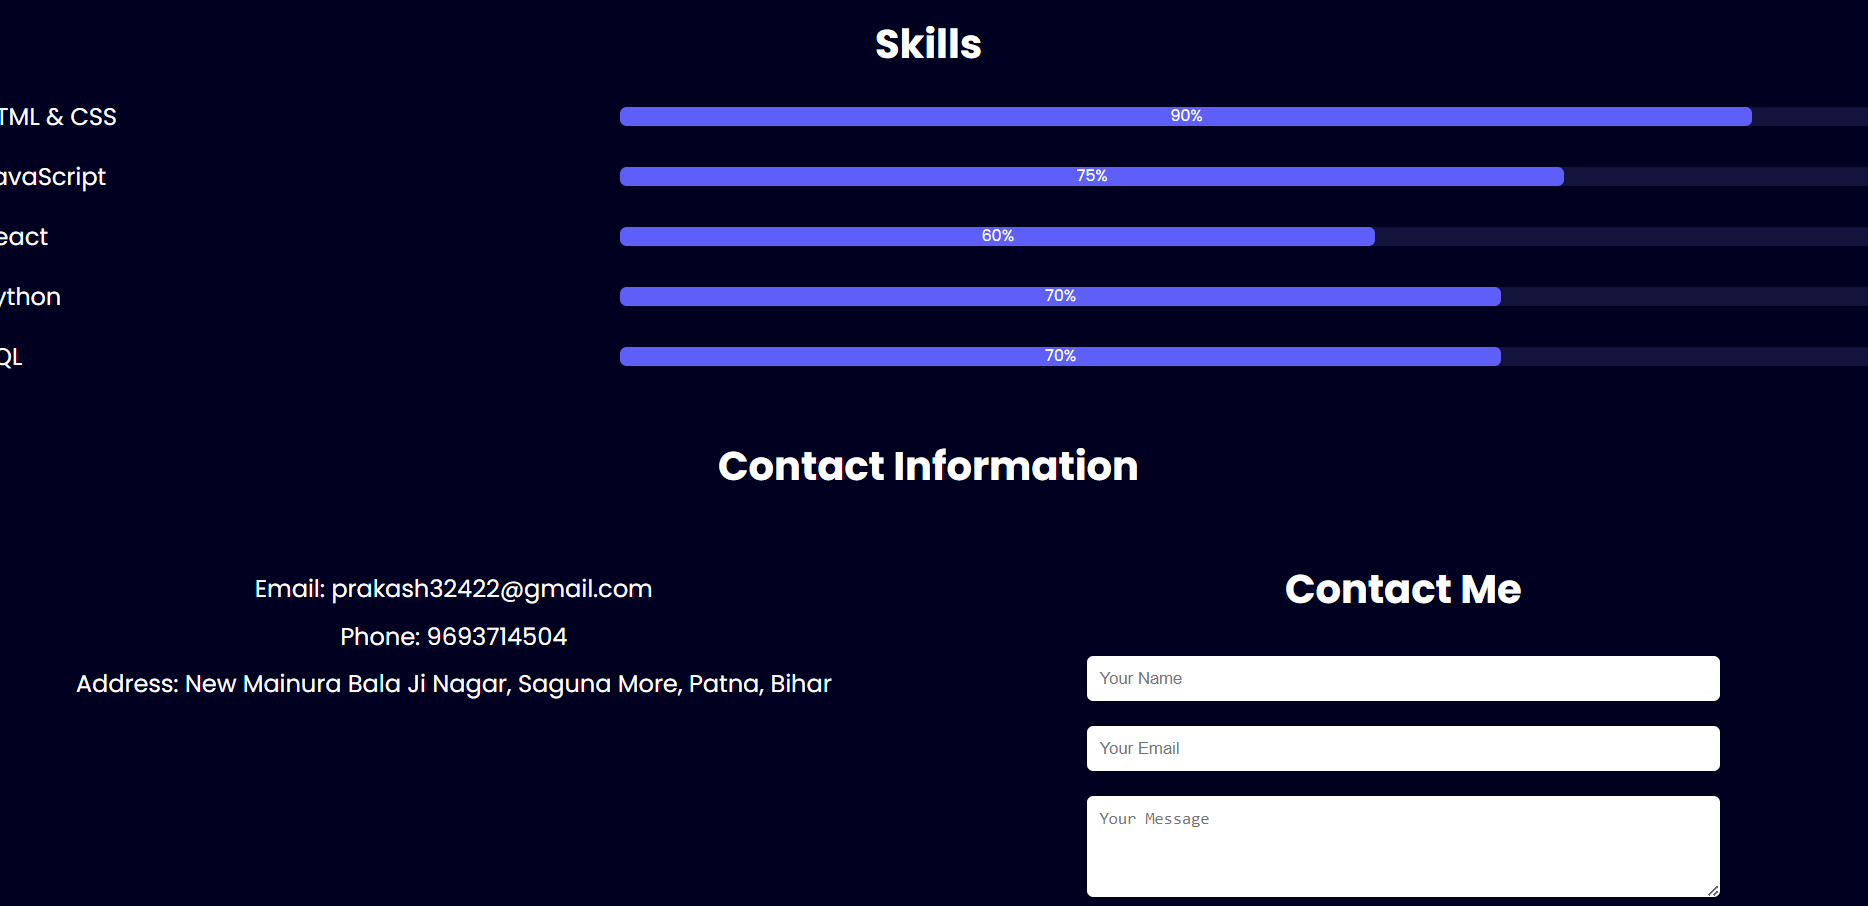 Skills
TML & CSS
90%
avaScript
75%
eact
60%
ython
70%
QL
70%
Contact Information
Email: prakash32422@gmail.com
Phone: 9693714504
Address: New Mainura Bala Ji Nagar, Saguna More, Patna, Bihar
Contact Me
Your Name
Your Email
Your Message